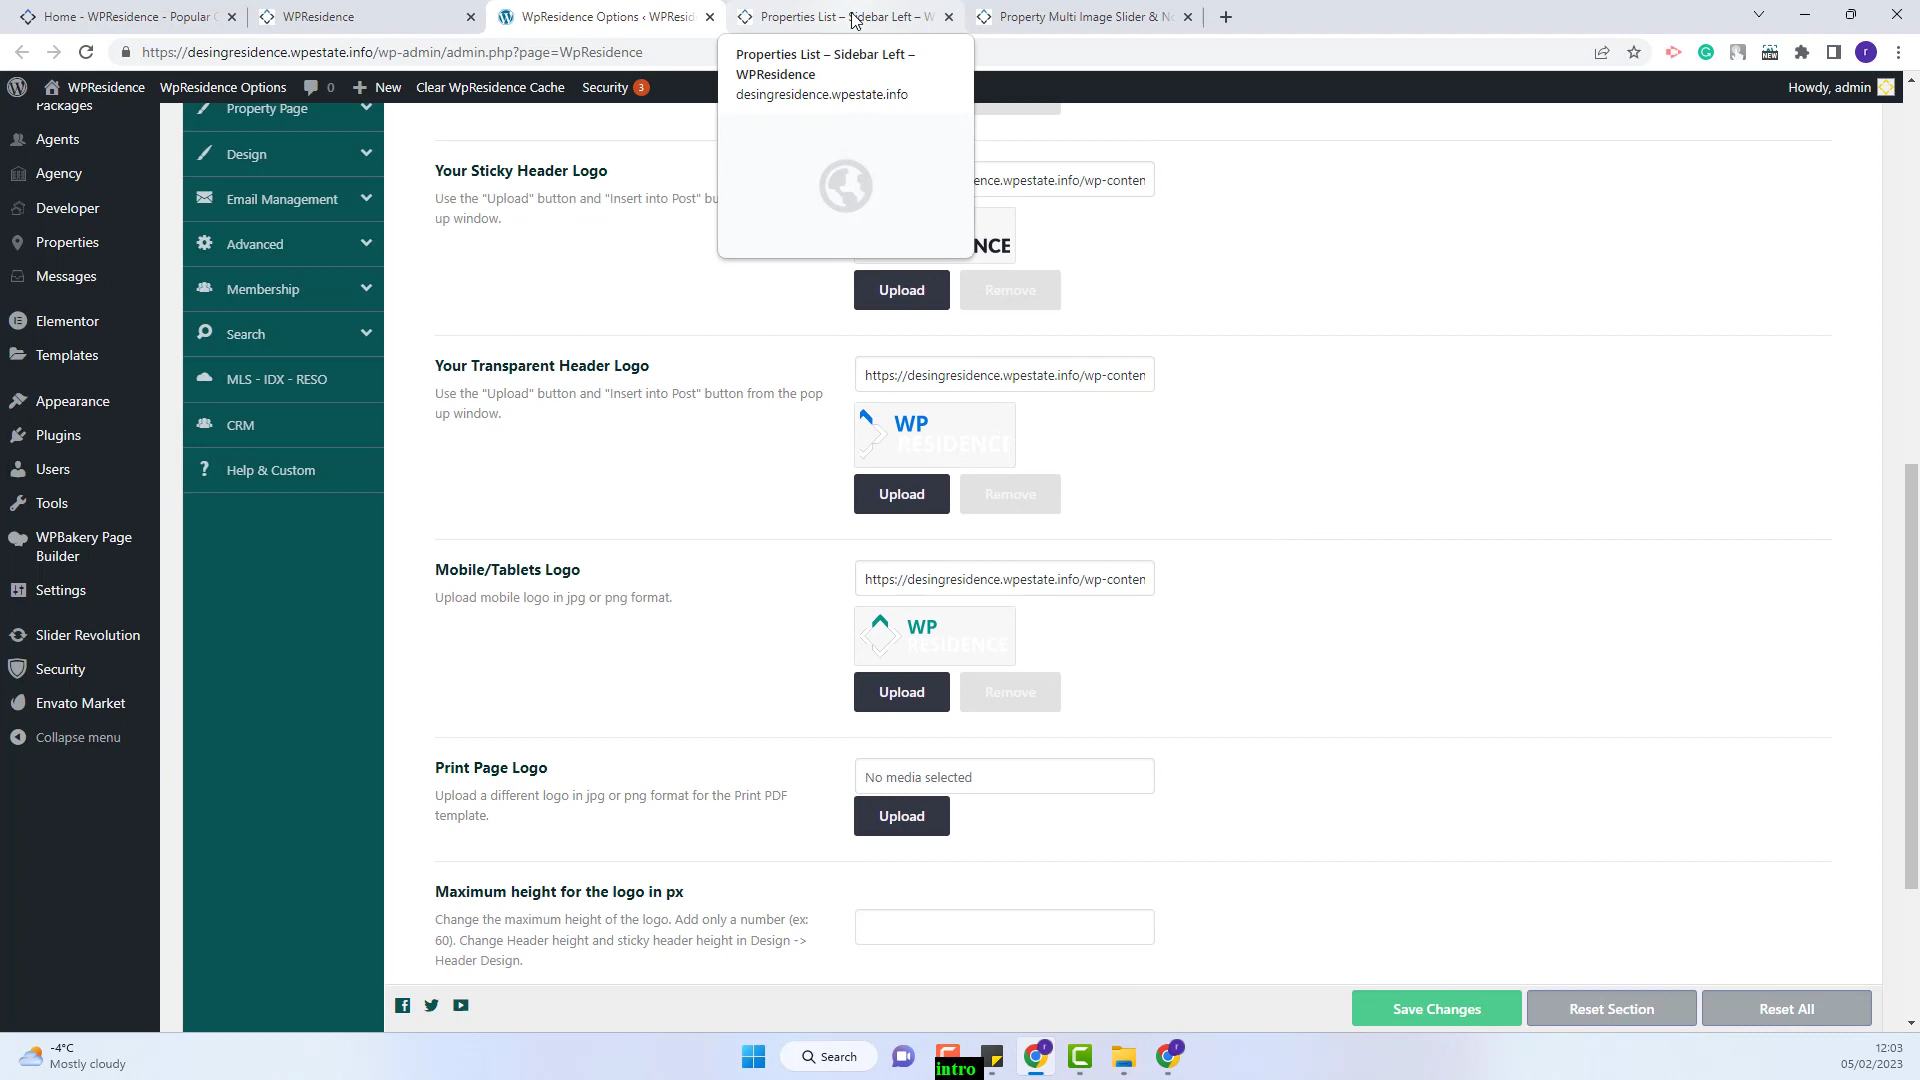 Home - WPResidence - Popular
WPResidence
WpResidence Options ‹ WPResid
Properties List – Sidebar Left – W
Property Multi Image Slider & N
https://desingresidence.wpestate.info/wp-admin/admin.php?page=WpResidence
WPResidence
WpResidence Options
0
New
Clear WpResidence Cache
Security 3
Howdy, admin
Properties List – Sidebar Left –
WPResidence
desingresidence.wpestate.info
Packages
Agents
Agency
Developer
Properties
Messages
Elementor
Templates
Appearance
Plugins
Users
Tools
WPBakery Page
Builder
Settings
Slider Revolution
Security
Envato Market
Collapse menu
Property Page
Design
Email Management
Advanced
Membership
Search
MLS - IDX - RESO
CRM
Help & Custom
Your Sticky Header Logo
Use the "Upload" button and "Insert into Post" bu
up window.
ence.wpestate.info/wp-conten
NCE
Upload
Remove
Your Transparent Header Logo
Use the "Upload" button and "Insert into Post" button from the pop
up window.
https://desingresidence.wpestate.info/wp-conten
WP
RESIDENCE
Upload
Remove
Mobile/Tablets Logo
Upload mobile logo in jpg or png format.
https://desingresidence.wpestate.info/wp-conten
WP
RESIDENCE
Upload
Remove
Print Page Logo
Upload a different logo in jpg or png format for the Print PDF
template.
No media selected
Upload
Maximum height for the logo in px
Change the maximum height of the logo. Add only a number (ex:
60). Change Header height and sticky header height in Design ->
Header Design.
Save Changes
Reset Section
Reset All
-4°C
Mostly cloudy
Search
intro
12:03
05/02/2023